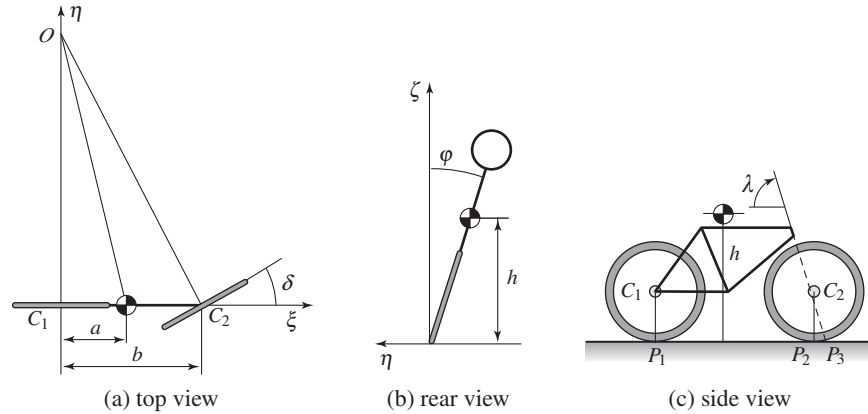 η
O
δ
C₁
C₂
ξ
a
b
(a) top view
ζ
φ
h
η
(b) rear view
λ
h
C₁
C₂
P₁
P₂
P₃
(c) side view